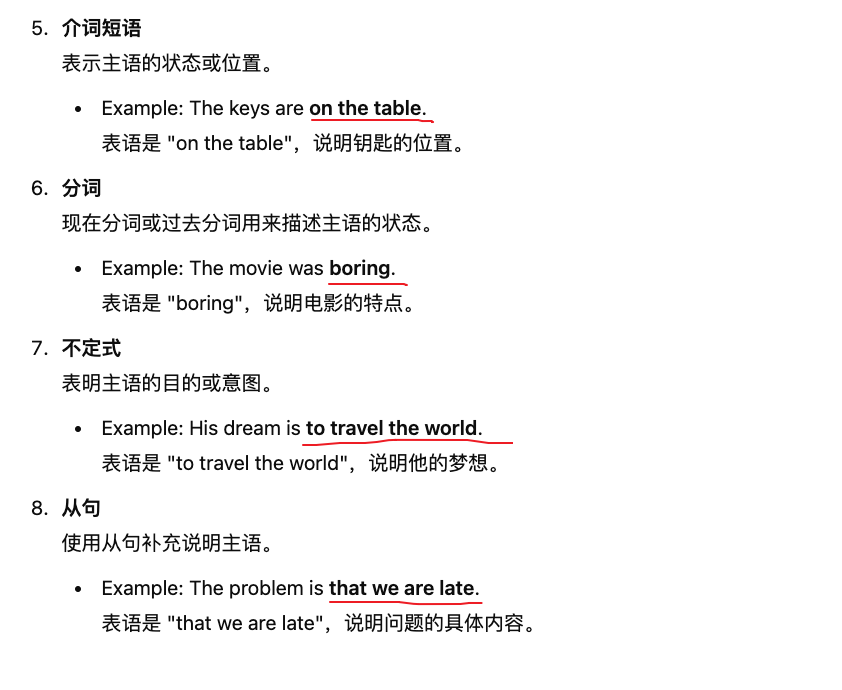 5. 介词短语
表示主语的状态或位置。
• Example: The keys are on the table.
表语是 "on the table"，说明钥匙的位置。
6. 分词
现在分词或过去分词用来描述主语的状态。
• Example: The movie was boring.
表语是 "boring"，说明电影的特点。
7. 不定式
表明主语的目的或意图。
• Example: His dream is to travel the world.
表语是 "to travel the world"，说明他的梦想。
8. 从句
使用从句补充说明主语。
• Example: The problem is that we are late.
表语是 "that we are late"，说明问题的具体内容。